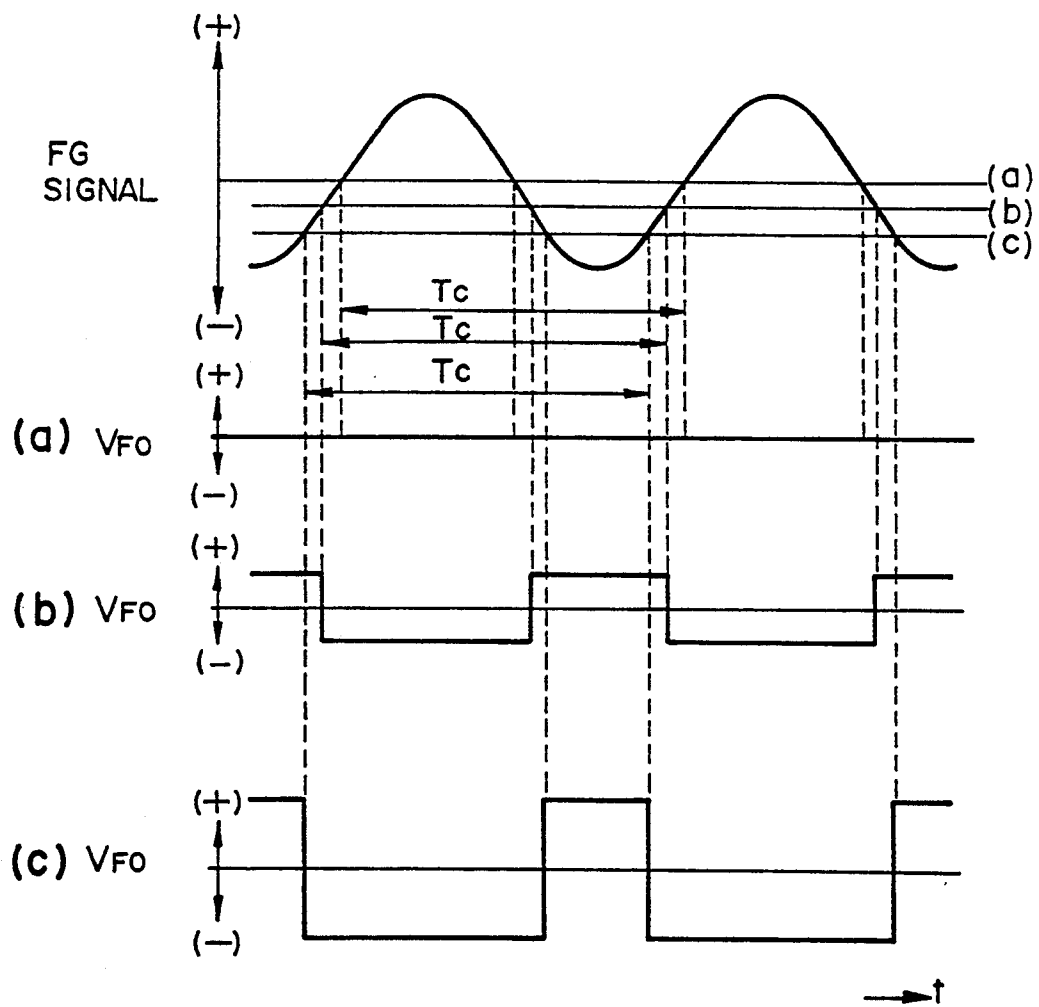 (+)
FG
SIGNAL
(a)
(b)
(c)
(−)
Tc
Tc
Tc
(+)
(a) VFO
(−)
(+)
(b) VFO
(−)
(+)
(c) VFO
(−)
t